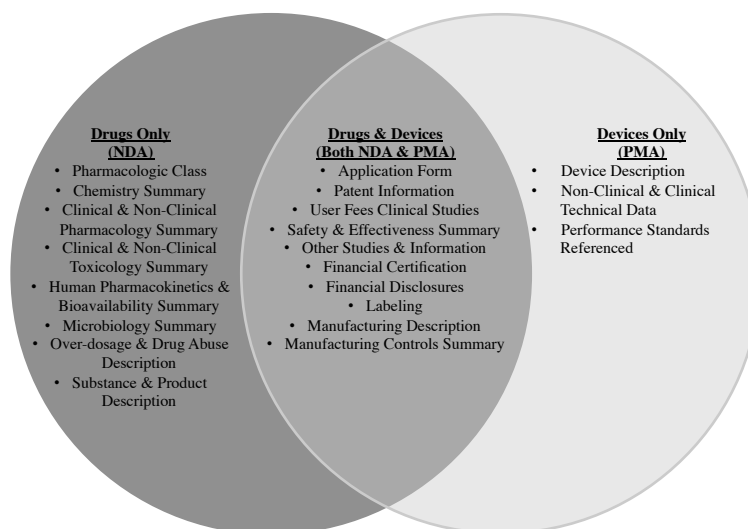 Drugs Only
(NDA)
• Pharmacologic Class
• Chemistry Summary
• Clinical & Non-Clinical
Pharmacology Summary
• Clinical & Non-Clinical
Toxicology Summary
• Human Pharmacokinetics &
Bioavailability Summary
• Microbiology Summary
• Over-dosage & Drug Abuse
Description
• Substance & Product
Description
Drugs & Devices
(Both NDA & PMA)
• Application Form
• Patent Information
• User Fees Clinical Studies
• Safety & Effectiveness Summary
• Other Studies & Information
• Financial Certification
• Financial Disclosures
• Labeling
• Manufacturing Description
• Manufacturing Controls Summary
Devices Only
(PMA)
• Device Description
• Non-Clinical & Clinical
Technical Data
• Performance Standards
Referenced